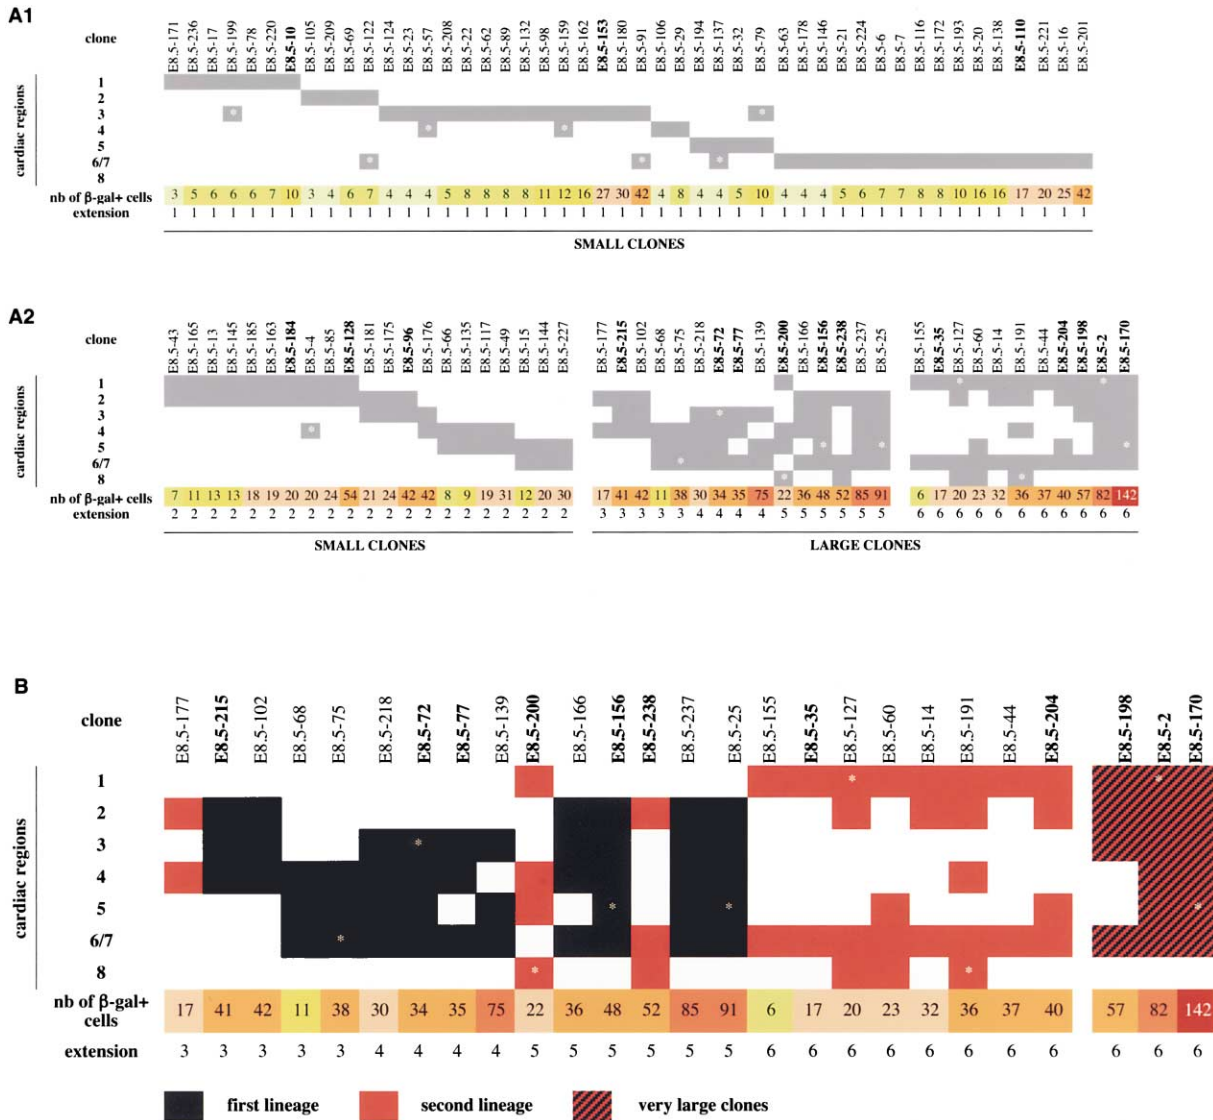 A1
clone E8.5-171 E8.5-236 E8.5-17 E8.5-199 E8.5-78 E8.5-220 E8.5-10 E8.5-105 E8.5-209 E8.5-69 E8.5-122 E8.5-124 E8.5-23 E8.5-57 E8.5-208 E8.5-22 E8.5-62 E8.5-89 E8.5-132 E8.5-98 E8.5-159 E8.5-162 E8.5-153 E8.5-180 E8.5-91 E8.5-106 E8.5-29 E8.5-194 E8.5-137 E8.5-32 E8.5-79 E8.5-63 E8.5-178 E8.5-146 E8.5-21 E8.5-224 E8.5-6 E8.5-7 E8.5-116 E8.5-172 E8.5-193 E8.5-20 E8.5-138 E8.5-110 E8.5-221 E8.5-16 E8.5-201
cardiac regions
1
2
3 * *
4 * *
5
6/7 * * *
8
nb of β-gal+ cells 3 5 6 6 6 7 10 3 4 6 7 4 4 4 5 8 8 8 8 11 12 16 27 30 42 4 8 4 4 5 10 4 4 4 5 6 7 7 8 8 10 16 16 17 20 25 42
extension 1 1 1 1 1 1 1 1 1 1 1 1 1 1 1 1 1 1 1 1 1 1 1 1 1 1 1 1 1 1 1 1 1 1 1 1 1 1 1 1 1 1 1 1 1 1 1
SMALL CLONES
A2
clone E8.5-43 E8.5-165 E8.5-13 E8.5-145 E8.5-185 E8.5-163 E8.5-184 E8.5-4 E8.5-85 E8.5-128 E8.5-181 E8.5-175 E8.5-96 E8.5-176 E8.5-66 E8.5-135 E8.5-117 E8.5-49 E8.5-15 E8.5-144 E8.5-227 E8.5-177 E8.5-215 E8.5-102 E8.5-68 E8.5-75 E8.5-218 E8.5-72 E8.5-77 E8.5-139 E8.5-200 E8.5-166 E8.5-156 E8.5-238 E8.5-237 E8.5-25 E8.5-155 E8.5-35 E8.5-127 E8.5-60 E8.5-14 E8.5-191 E8.5-44 E8.5-204 E8.5-198 E8.5-2 E8.5-170
cardiac regions
1 * *
2
3 *
4 *
5 * * *
6/7 *
8 * *
nb of β-gal+ cells 7 11 13 13 18 19 20 20 24 54 21 24 42 42 8 9 19 31 12 20 30 17 41 42 11 38 30 34 35 75 22 36 48 52 85 91 6 17 20 23 32 36 37 40 57 82 142
extension 2 2 2 2 2 2 2 2 2 2 2 2 2 2 2 2 2 2 2 2 2 3 3 3 3 3 4 4 4 4 5 5 5 5 5 5 6 6 6 6 6 6 6 6 6 6 6
SMALL CLONES LARGE CLONES
B
clone E8.5-177 E8.5-215 E8.5-102 E8.5-68 E8.5-75 E8.5-218 E8.5-72 E8.5-77 E8.5-139 E8.5-200 E8.5-166 E8.5-156 E8.5-238 E8.5-237 E8.5-25 E8.5-155 E8.5-35 E8.5-127 E8.5-60 E8.5-14 E8.5-191 E8.5-44 E8.5-204 E8.5-198 E8.5-2 E8.5-170
cardiac regions
1 * *
2
3 *
4
5 * * *
6/7 *
8 * *
nb of β-gal+
cells 17 41 42 11 38 30 34 35 75 22 36 48 52 85 91 6 17 20 23 32 36 37 40 57 82 142
extension 3 3 3 3 3 4 4 4 4 5 5 5 5 5 5 6 6 6 6 6 6 6 6 6 6 6
first lineage second lineage very large clones